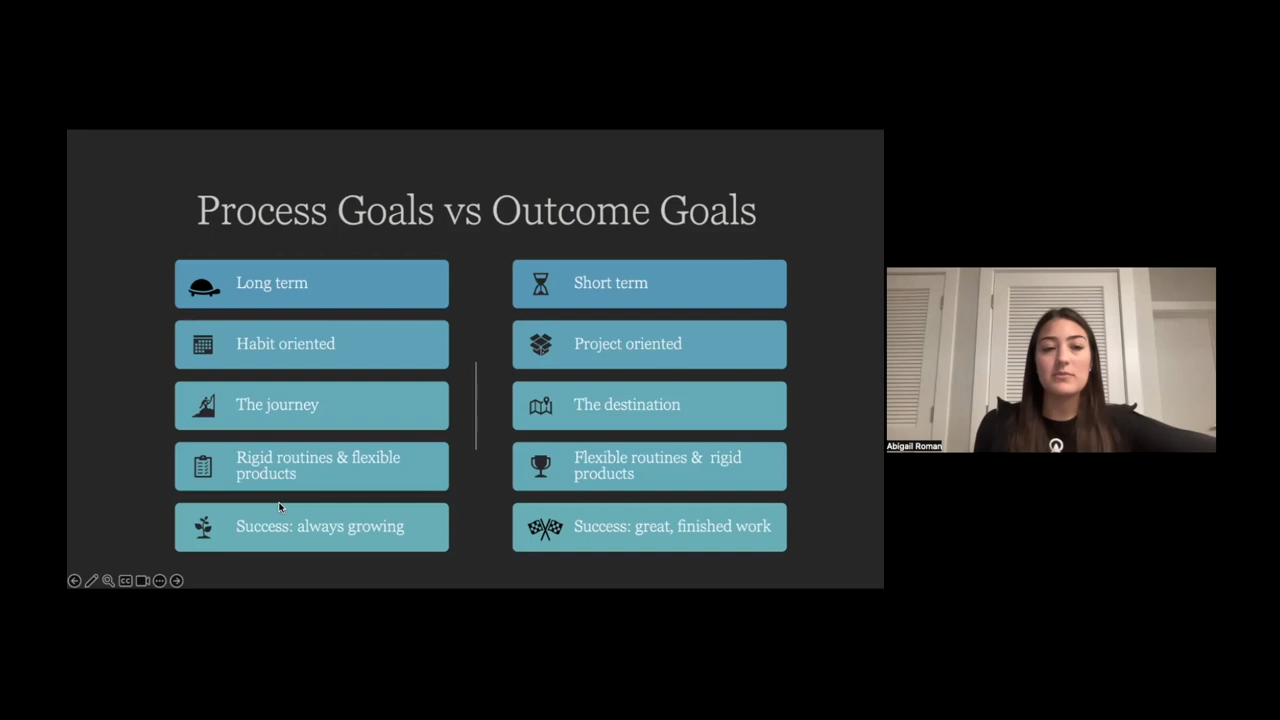 Process Goals vs Outcome Goals
Long term
Short term
Habit oriented
Project oriented
The journey
The destination
Rigid routines & flexible
products
Flexible routines & rigid
products
Success: always growing
Success: great, finished work
CC
Abigail Roman